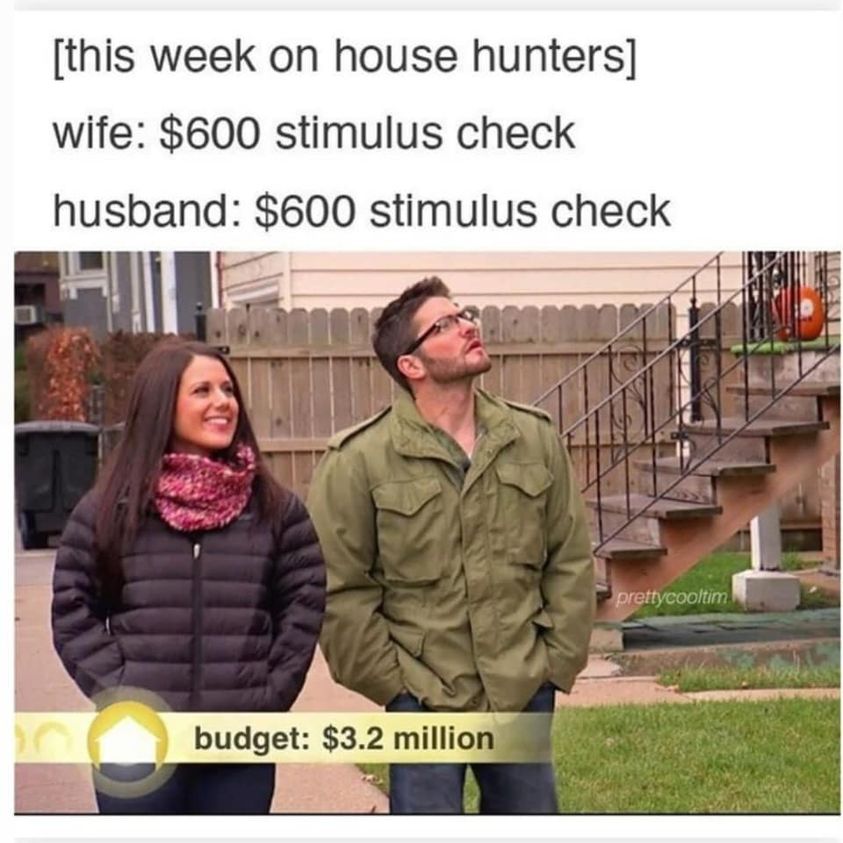 [this week on house hunters]
wife: $600 stimulus check
husband: $600 stimulus check
prettycooltim
budget: $3.2 million